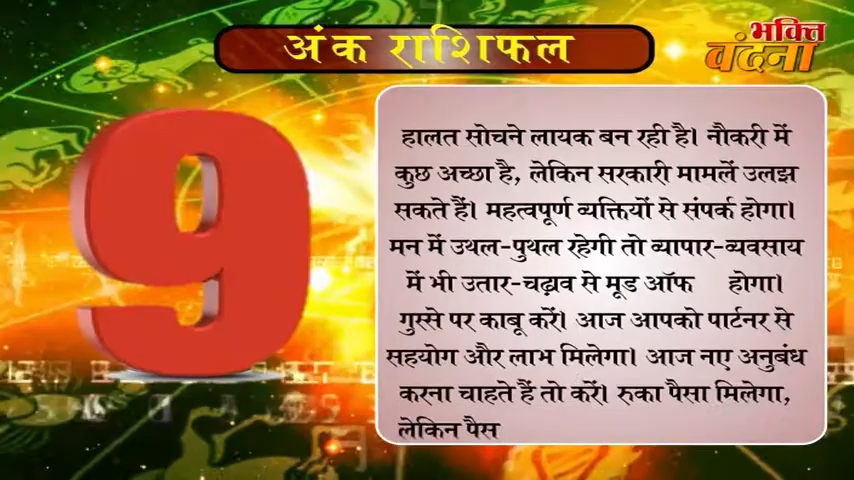 अंक राशिफल
भक्ति
वंदना
9
हालत सोचने लायक बन रही है। नौकरी में
कुछ अच्छा है, लेकिन सरकारी मामलें उलझ
सकते हैं। महत्वपूर्ण व्यक्तियों से संपर्क होगा।
मन में उथल-पुथल रहेगी तो व्यापार-व्यवसाय
में भी उतार-चढ़ाव से मूड ऑफ होगा।
गुस्से पर काबू करें। आज आपको पार्टनर से
सहयोग और लाभ मिलेगा। आज नए अनुबंध
करना चाहते हैं तो करें। रुका पैसा मिलेगा,
लेकिन पैस